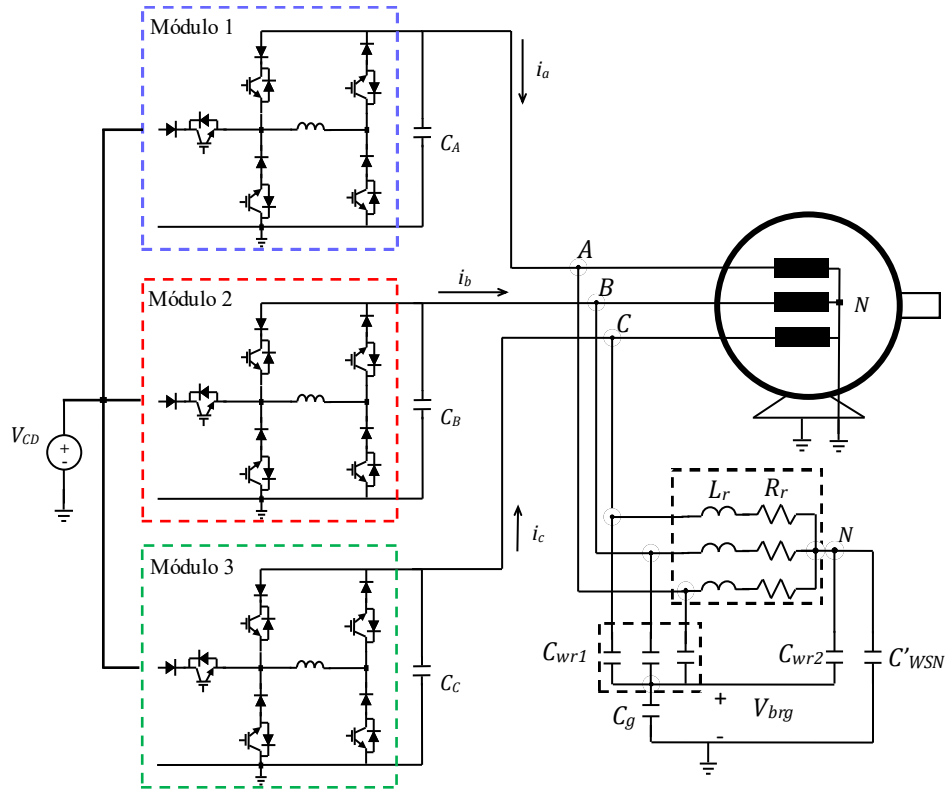 Módulo 1
i_a
C_A
A
Módulo 2
i_b
B
N
C
C_B
V_CD
+
-
L_r
R_r
i_c
N
Módulo 3
C_wr1
C_wr2
C'_WSN
C_C
+
V_brg
C_g
-